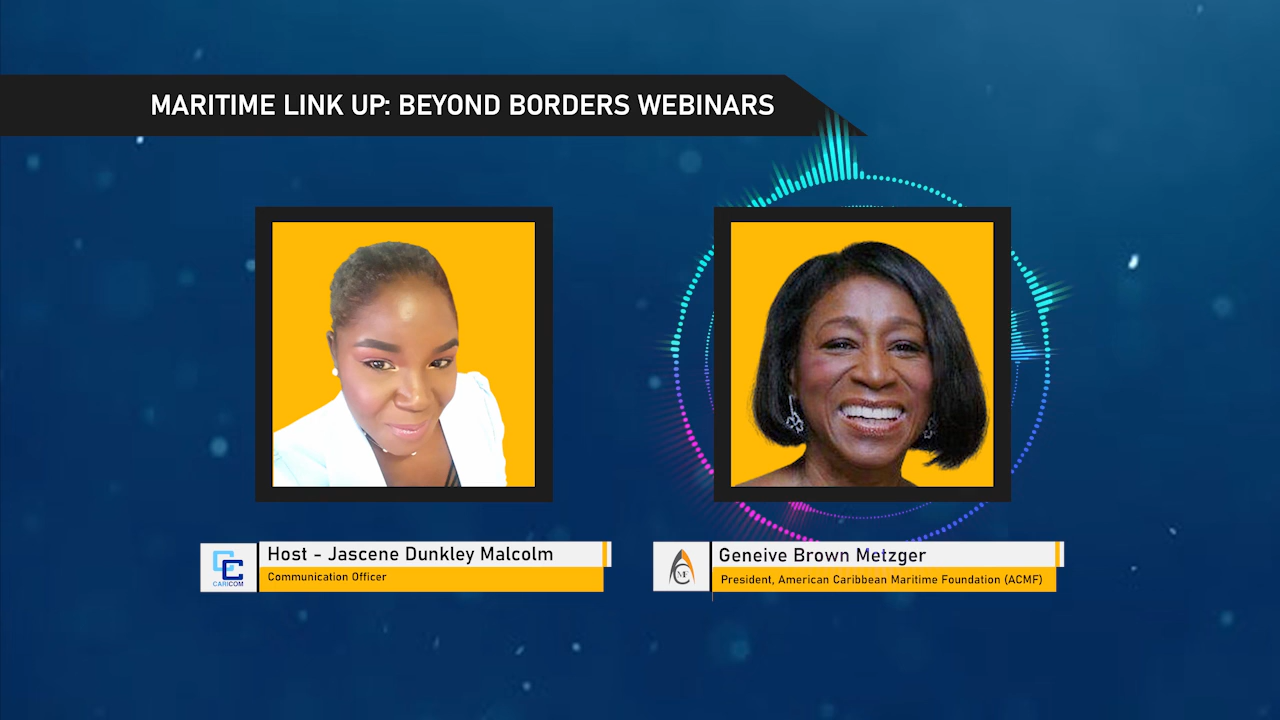 MARITIME LINK UP: BEYOND BORDERS WEBINARS
CARICOM
Host - Jascene Dunkley Malcolm
Communication Officer
ACMF
Geneive Brown Metzger
President, American Caribbean Maritime Foundation (ACMF)